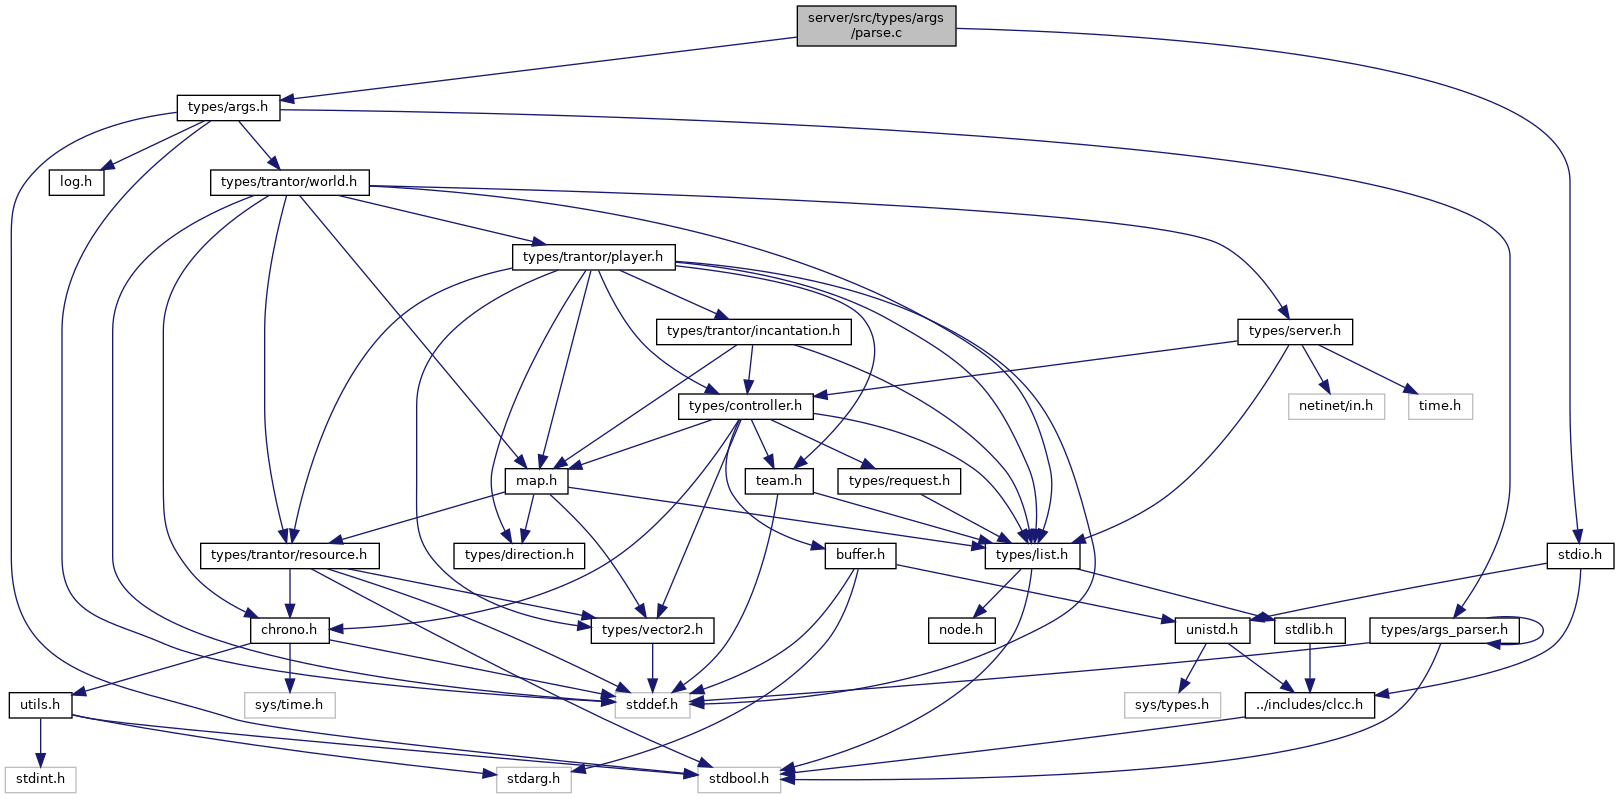 server/src/types/args
/parse.c
types/args.h
log.h
types/trantor/world.h
types/trantor/player.h
types/trantor/incantation.h
types/server.h
types/controller.h
netinet/in.h
time.h
map.h
team.h
types/request.h
types/trantor/resource.h
types/direction.h
buffer.h
types/list.h
stdio.h
chrono.h
types/vector2.h
node.h
unistd.h
stdlib.h
types/args_parser.h
utils.h
sys/time.h
stddef.h
sys/types.h
../includes/clcc.h
stdint.h
stdarg.h
stdbool.h